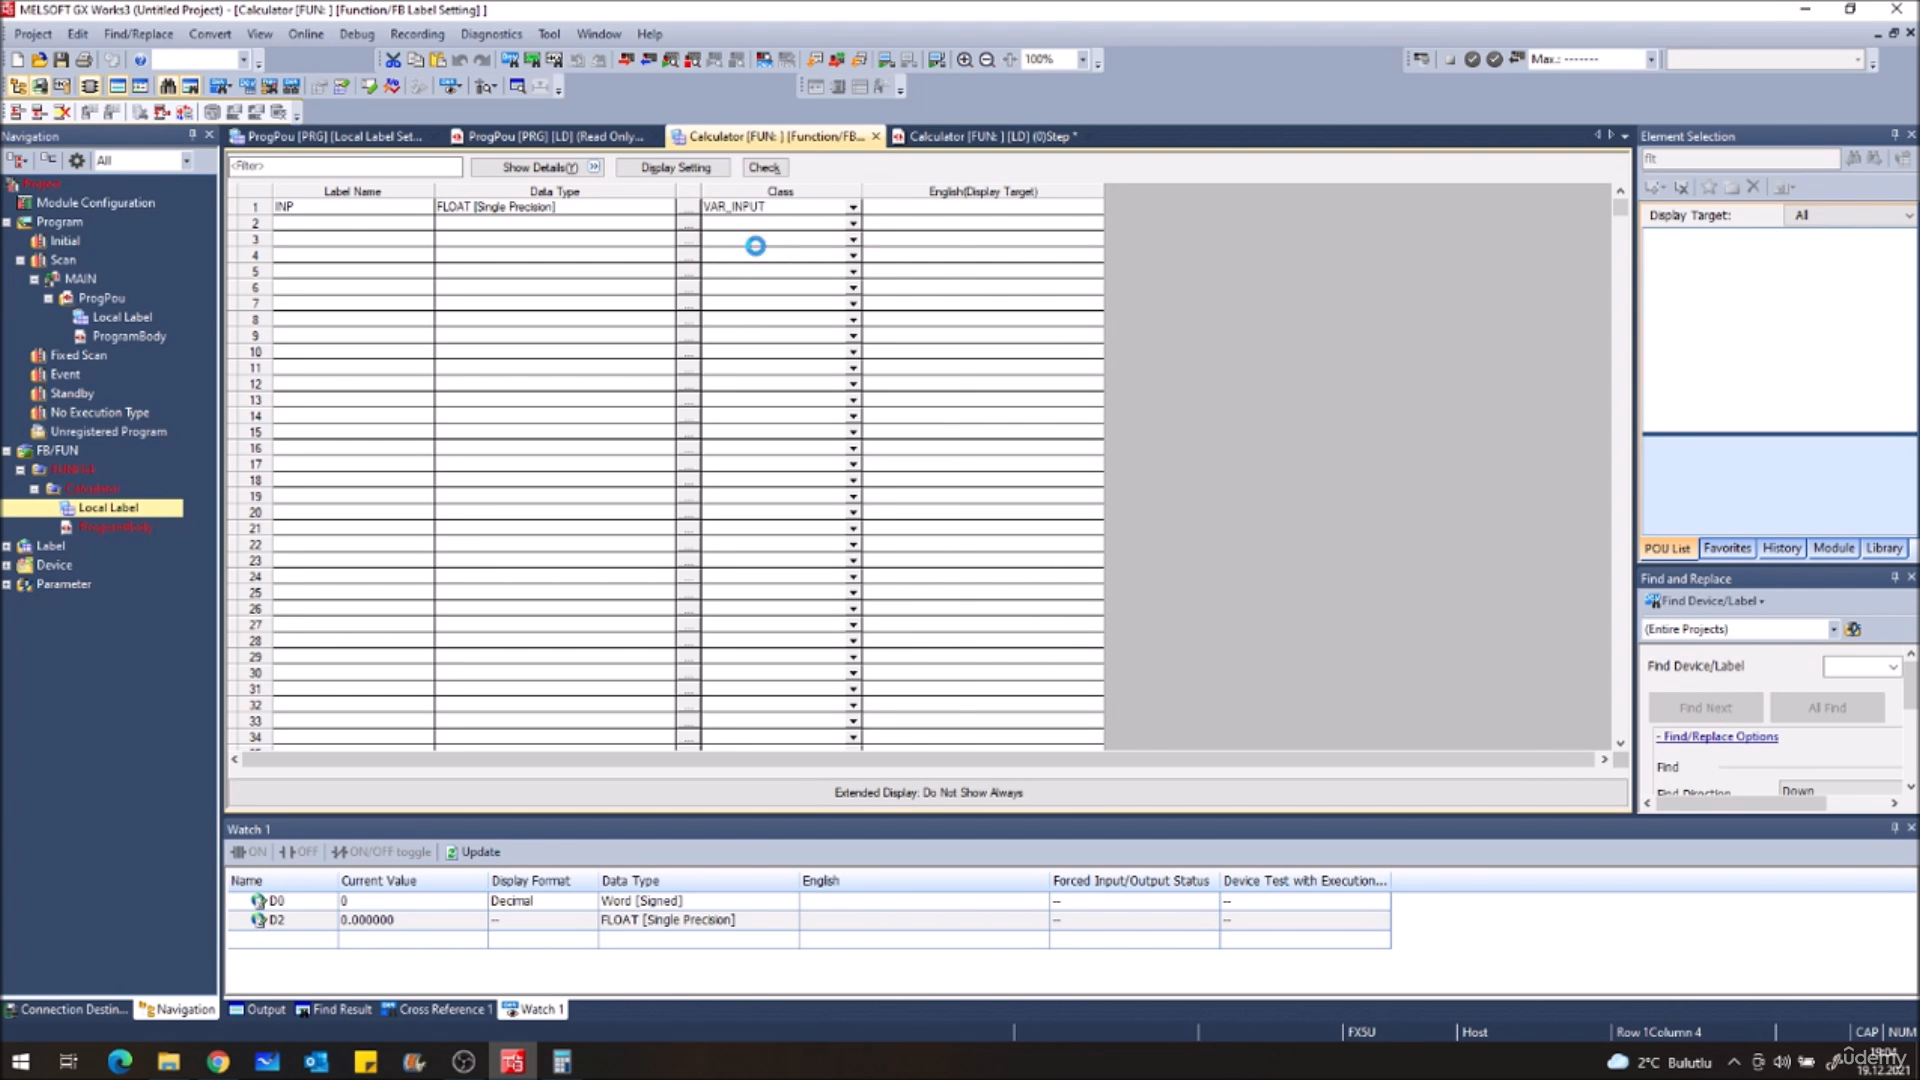 MELSOFT GX Works3 (Untitled Project) - [Calculator [FUN: ] [Function/FB Label Setting] ]
Project Edit Find/Replace Convert View Online Debug Recording Diagnostics Tool Window Help
100%
Max.: -------
Navigation
ProgPou [PRG] [Local Label Set...
ProgPou [PRG] [LD] (Read Only...
Calculator [FUN: ] [Function/FB...
Calculator [FUN: ] [LD] (0)Step *
Element Selection
All
<Filter>
Show Details(Y)
Display Setting
Check
flt
Display Target: All
Project
Module Configuration
Program
Initial
Scan
MAIN
ProgPou
Local Label
ProgramBody
Fixed Scan
Event
Standby
No Execution Type
Unregistered Program
FB/FUN
Calculator
Local Label
ProgramBody
Label
Device
Parameter
Label Name Data Type Class English(Display Target)
1 INP FLOAT [Single Precision] ... VAR_INPUT
2
3
4
5
6
7
8
9
10
11
12
13
14
15
16
17
18
19
20
21
22
23
24
25
26
27
28
29
30
31
32
33
34
Extended Display: Do Not Show Always
POU List Favorites History Module Library
Find and Replace
Find Device/Label
(Entire Projects)
Find Device/Label
Find Next All Find
- Find/Replace Options
Find
Find Direction Down
Watch 1
ON OFF ON/OFF toggle Update
Name Current Value Display Format Data Type English Forced Input/Output Status Device Test with Execution...
D0 0 Decimal Word [Signed] -- --
D2 0.000000 -- FLOAT [Single Precision] -- --
Connection Destin... Navigation Output Find Result Cross Reference 1 Watch 1
FX5U Host Row 1Column 4 CAP NUM
2°C Bulutlu
19:04
19.12.2021
ûdemy